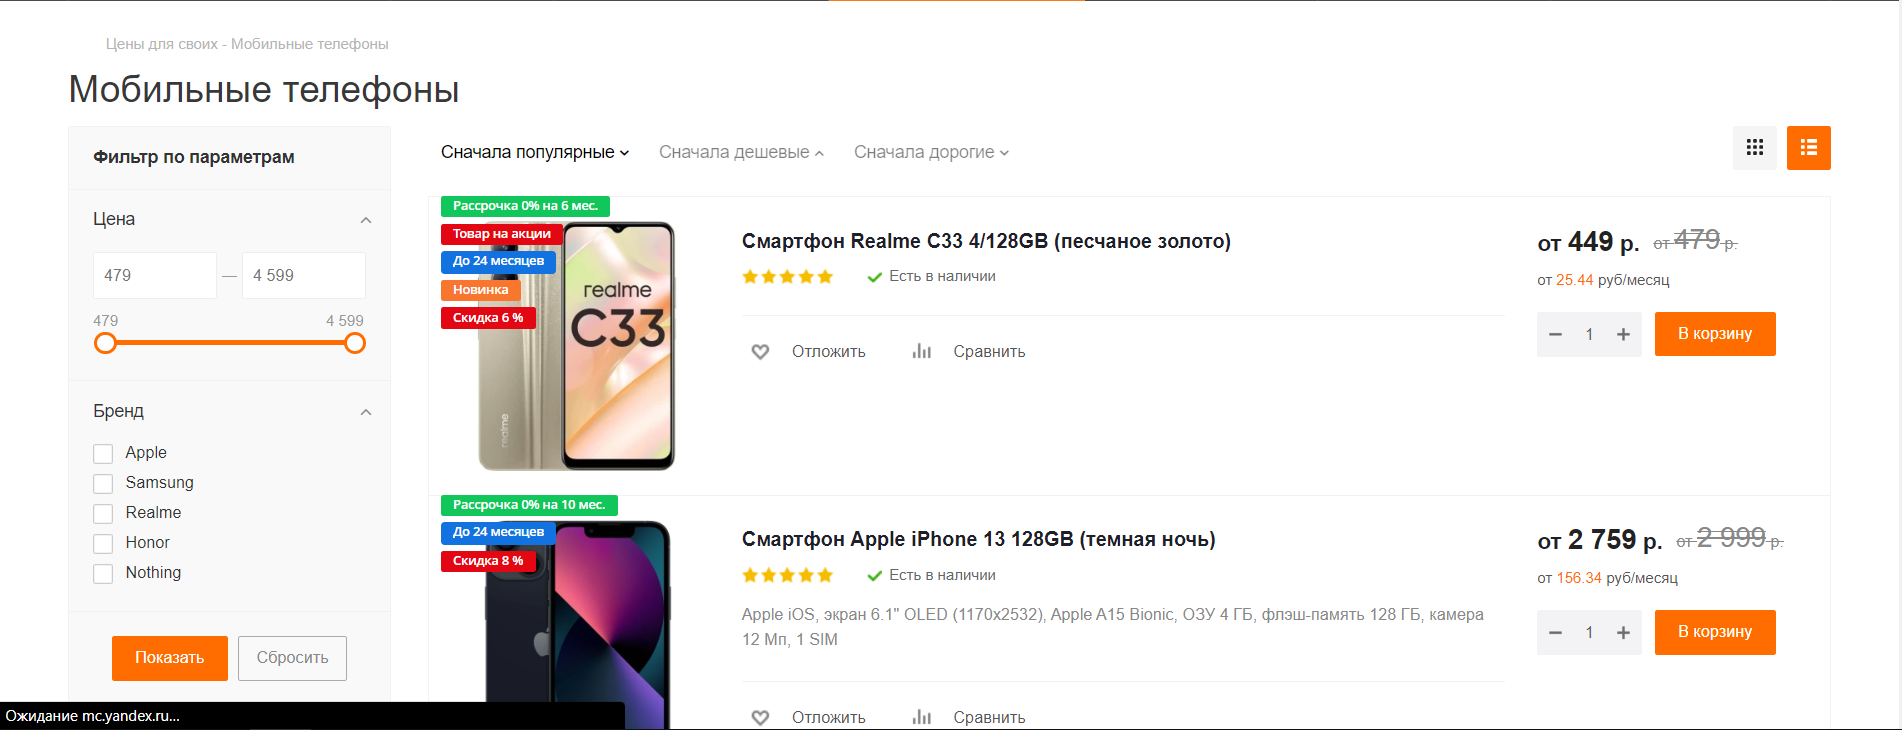 Цены для своих - Мобильные телефоны
Мобильные телефоны
Фильтр по параметрам
Цена
479 — 4 599
479 4 599
Бренд
Apple
Samsung
Realme
Honor
Nothing
Показать Сбросить
Сначала популярные Сначала дешевые Сначала дорогие
Рассрочка 0% на 6 мес.
Товар на акции
До 24 месяцев
Новинка
Скидка 6 %
realme
C33
realme
Смартфон Realme C33 4/128GB (песчаное золото)
Есть в наличии
Отложить Сравнить
от 449 р. от 479 р.
от 25.44 руб/месяц
− 1 + В корзину
Рассрочка 0% на 10 мес.
До 24 месяцев
Скидка 8 %
Смартфон Apple iPhone 13 128GB (темная ночь)
Есть в наличии
Apple iOS, экран 6.1" OLED (1170x2532), Apple A15 Bionic, ОЗУ 4 ГБ, флэш-память 128 ГБ, камера
12 Мп, 1 SIM
Отложить Сравнить
от 2 759 р. от 2 999 р.
от 156.34 руб/месяц
− 1 + В корзину
Ожидание mc.yandex.ru...